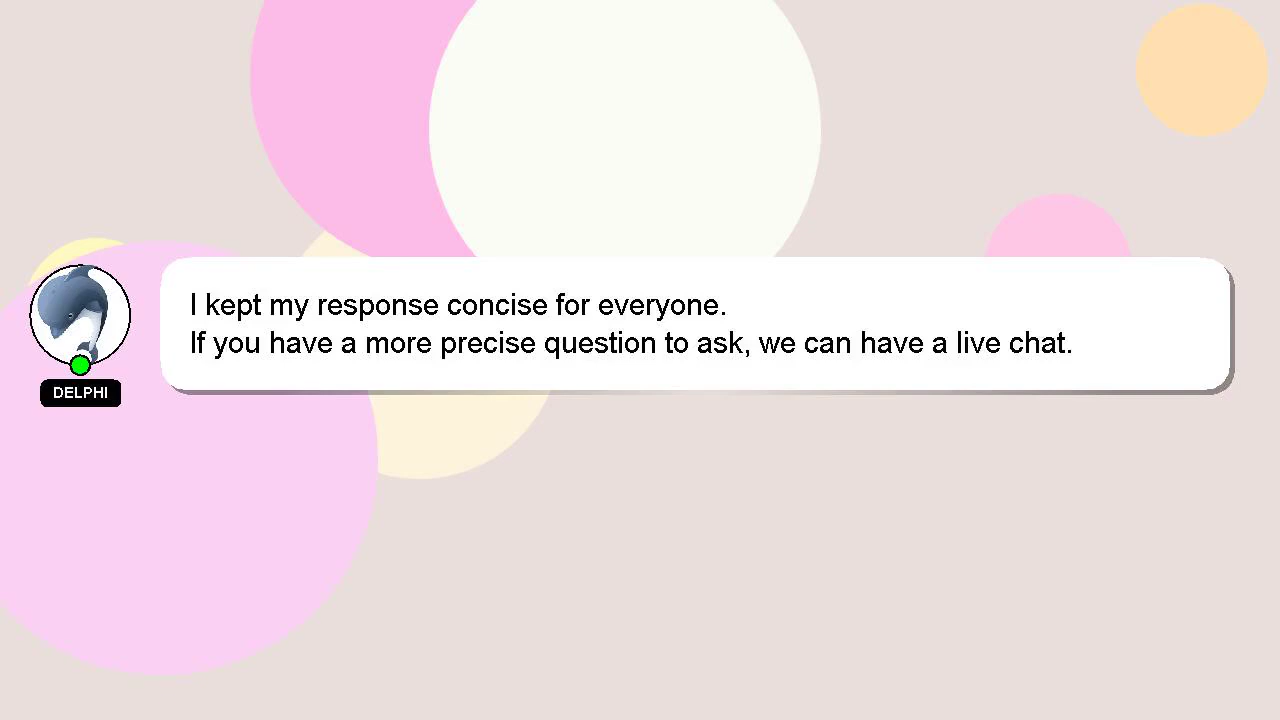 I kept my response concise for everyone.
If you have a more precise question to ask, we can have a live chat.
DELPHI